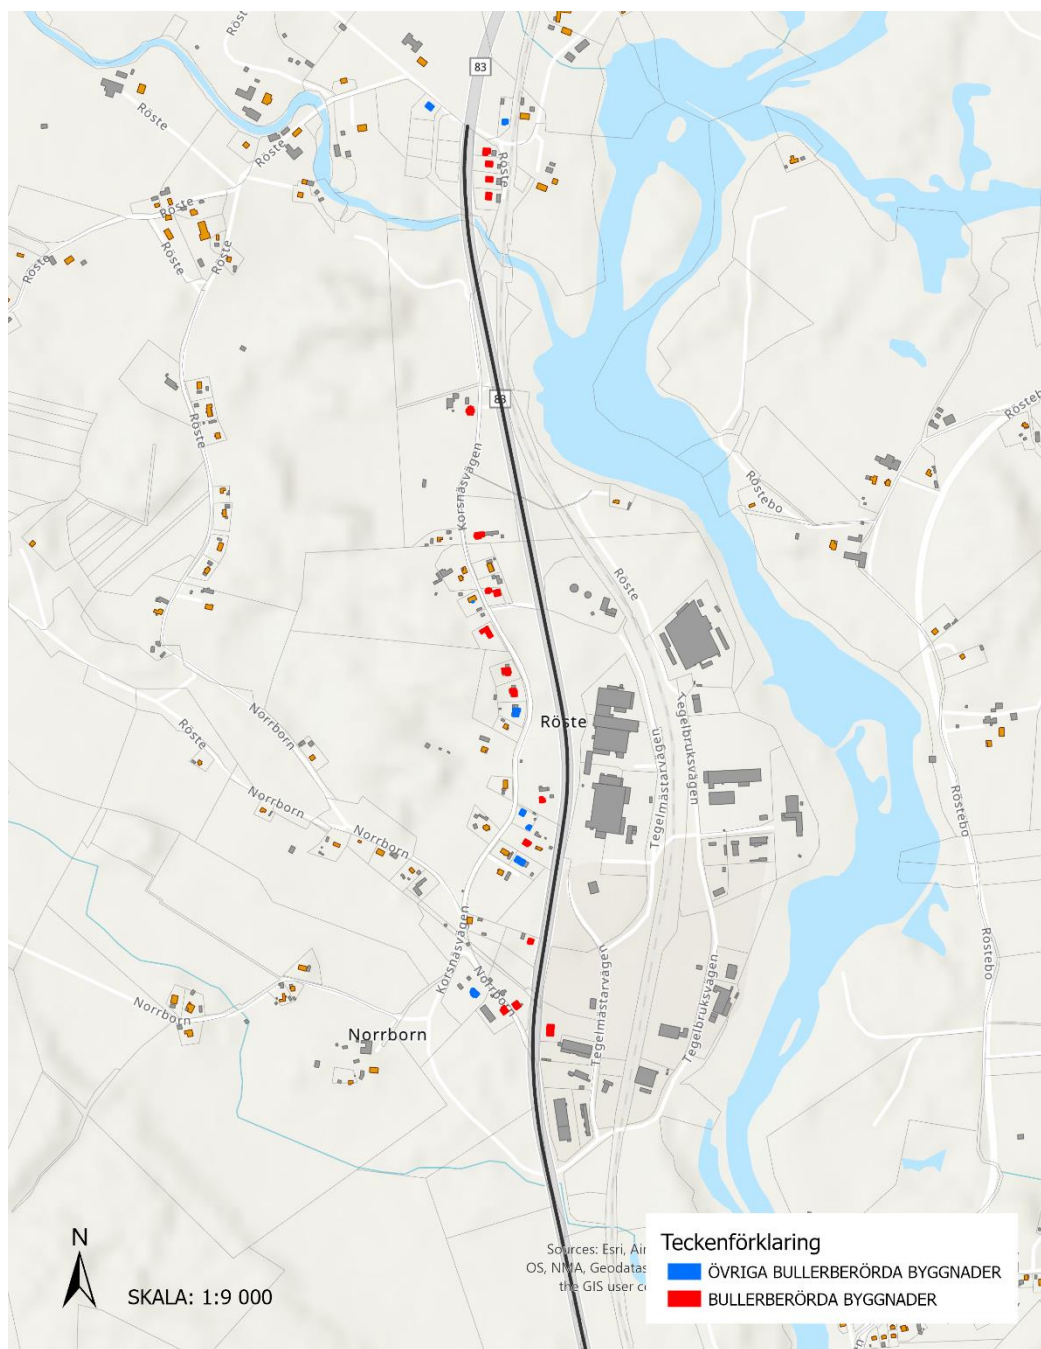 Röste
83
Röste
Röste
Röste
Röste
Röste
Röste
Röste
83
Röste
Röstebo
Korsnäsvägen
Röstebo
Röste
Norrborn
Röste
Röste
Tegelbruksvägen
Tegelmästarvägen
Norrborn
Norrborn
Röstebo
Korsnäsvägen
Norrborn
Röstebo
Norrborn
Norrborn
Tegelmästarvägen
Tegelbruksvägen
N
SKALA: 1:9 000
Sources: Esri, Air
OS, NMA, Geodatas
the GIS user co
Teckenförklaring
ÖVRIGA BULLERBERÖRDA BYGGNADER
BULLERBERÖRDA BYGGNADER